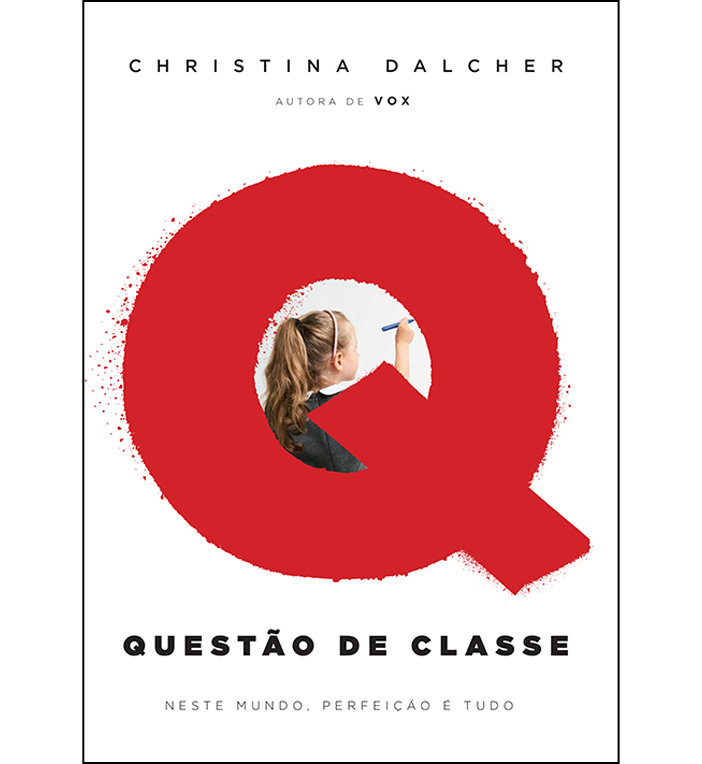 CHRISTINA DALCHER
AUTORA DE VOX
Q
QUESTÃO DE CLASSE
NESTE MUNDO, PERFEIÇÃO É TUDO